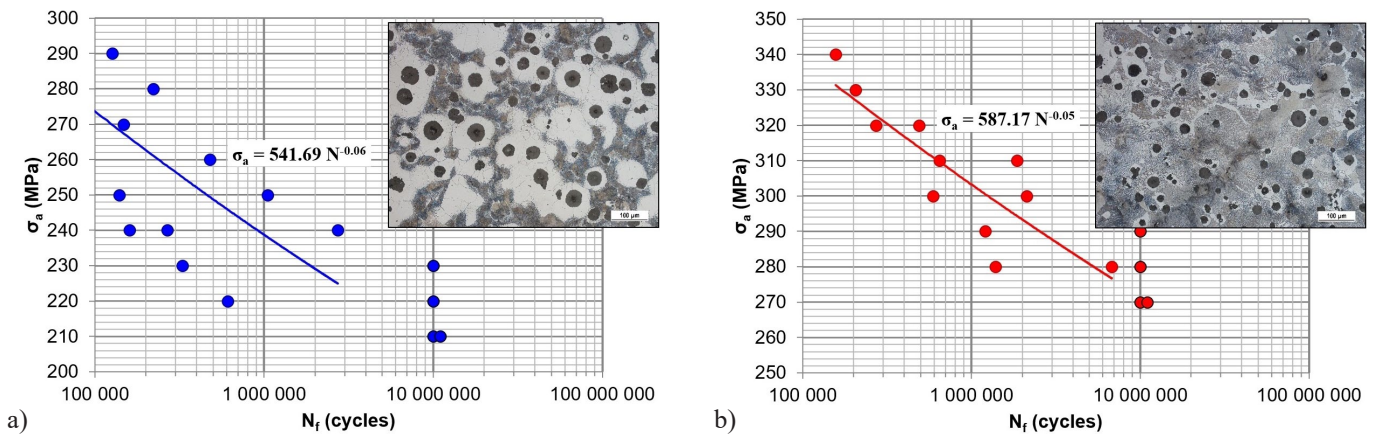 300
290
280
270
260
250
240
230
220
210
200
σa (MPa)
σa = 541.69 N-0.06
100 µm
100 000
1 000 000
10 000 000
100 000 000
Nf (cycles)
a)
350
340
330
320
310
300
290
280
270
260
250
σa (MPa)
σa = 587.17 N-0.05
100 µm
100 000
1 000 000
10 000 000
100 000 000
Nf (cycles)
b)